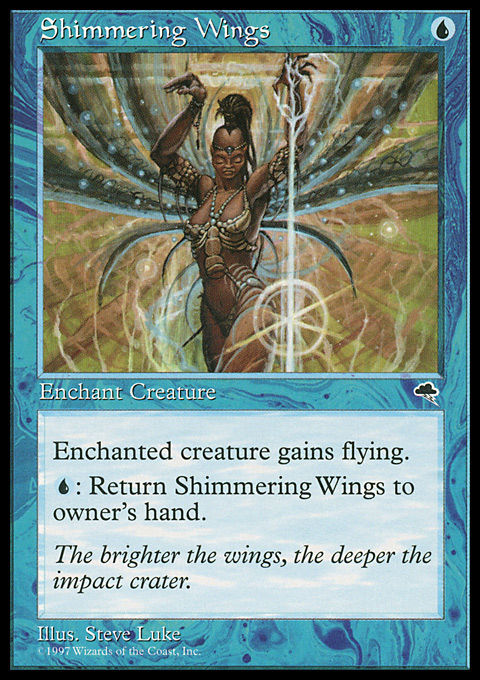 Shimmering Wings
Enchant Creature
Enchanted creature gains flying.
: Return Shimmering Wings to
owner's hand.
The brighter the wings, the deeper the
impact crater.
Illus. Steve Luke
©1997 Wizards of the Coast, Inc.